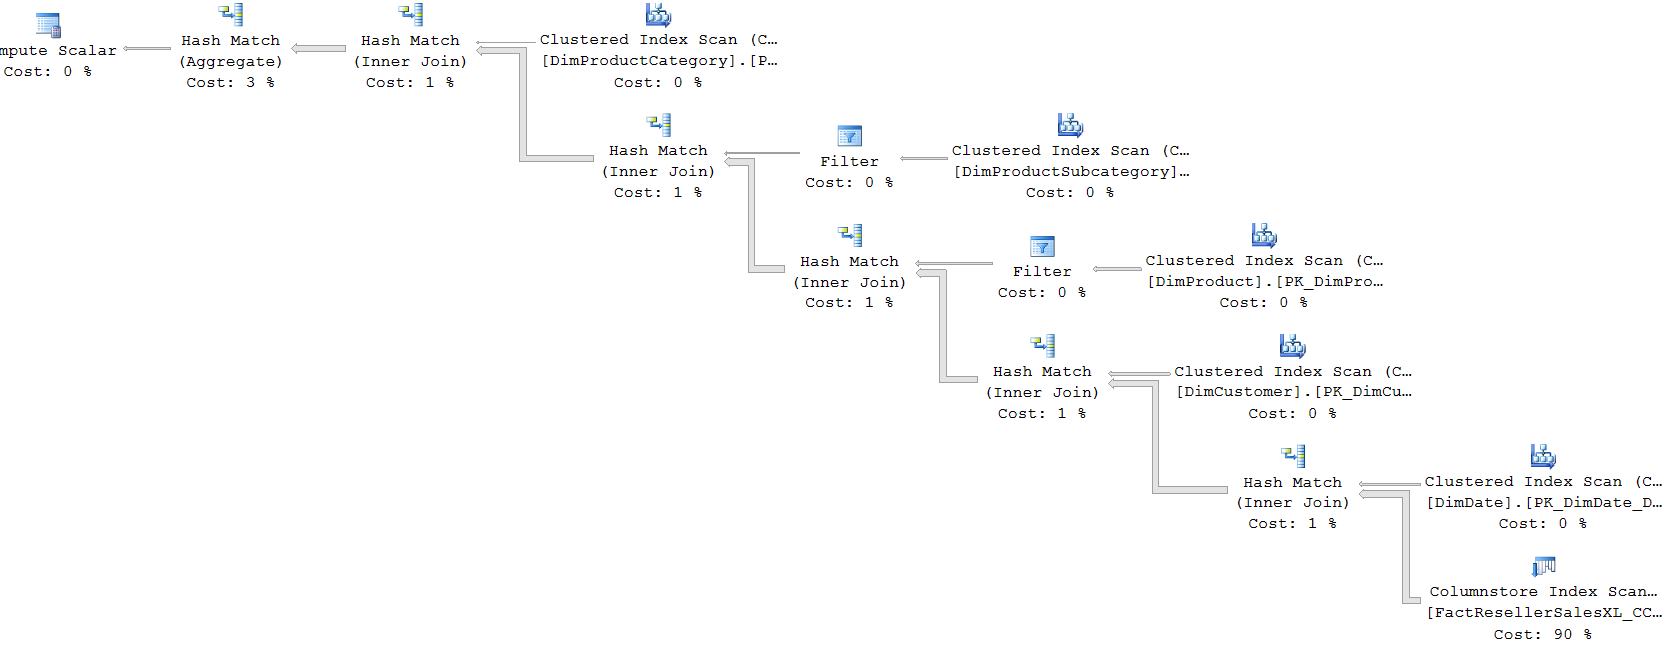 mpute Scalar
Cost: 0 %
Hash Match
(Aggregate)
Cost: 3 %
Hash Match
(Inner Join)
Cost: 1 %
Clustered Index Scan (C…
[DimProductCategory].[P…
Cost: 0 %
Hash Match
(Inner Join)
Cost: 1 %
Filter
Cost: 0 %
Clustered Index Scan (C…
[DimProductSubcategory]…
Cost: 0 %
Hash Match
(Inner Join)
Cost: 1 %
Filter
Cost: 0 %
Clustered Index Scan (C…
[DimProduct].[PK_DimPro…
Cost: 0 %
Hash Match
(Inner Join)
Cost: 1 %
Clustered Index Scan (C…
[DimCustomer].[PK_DimCu…
Cost: 0 %
Hash Match
(Inner Join)
Cost: 1 %
Clustered Index Scan (C…
[DimDate].[PK_DimDate_D…
Cost: 0 %
Columnstore Index Scan…
[FactResellerSalesXL_CC…
Cost: 90 %